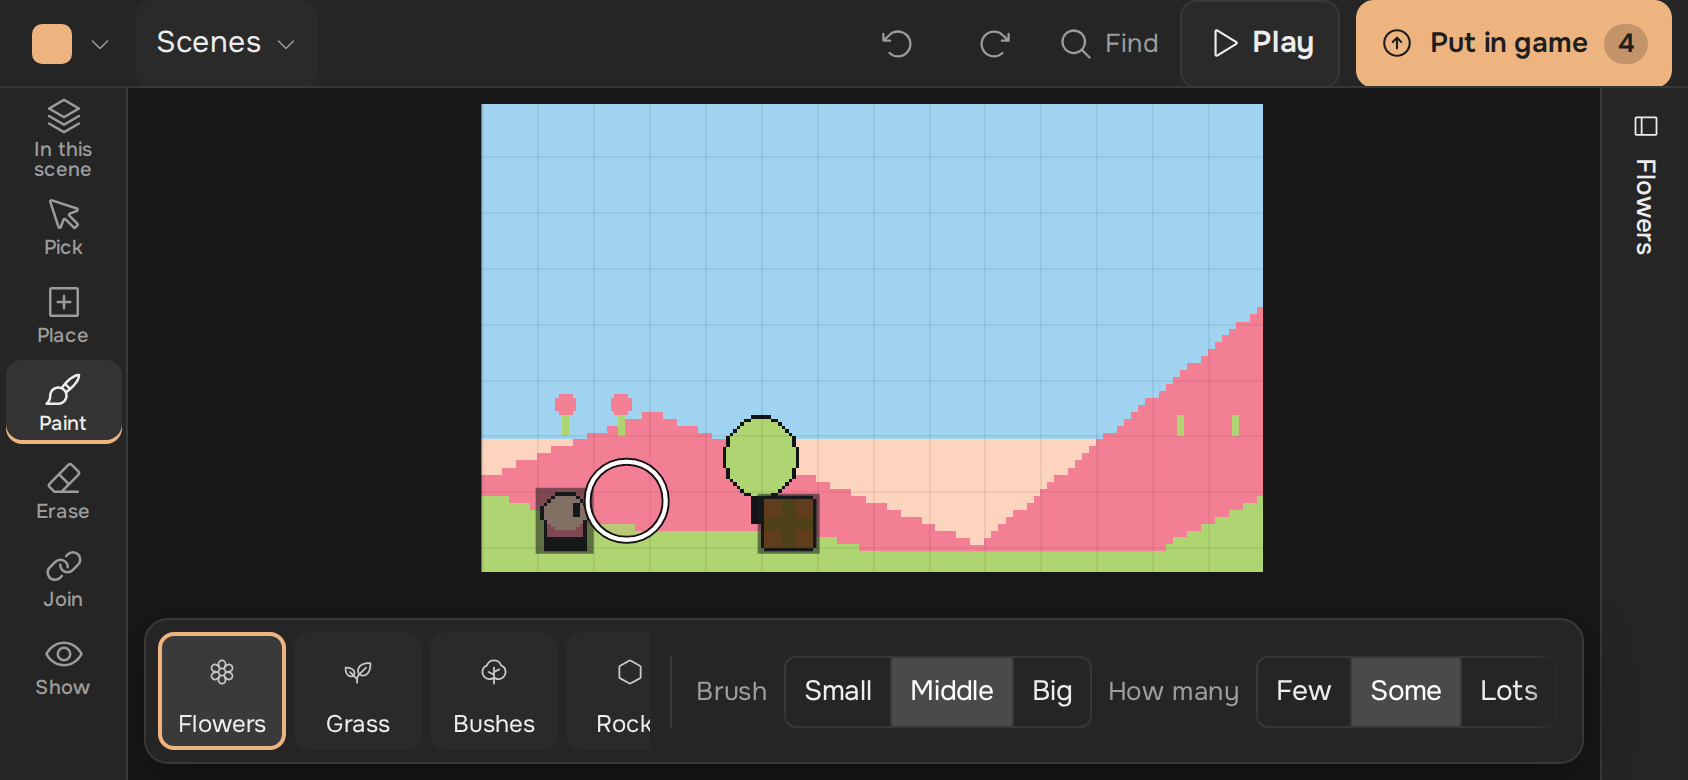 Scenes
Find
Play
Put in game
4
In this
scene
Pick
Place
Paint
Erase
Join
Show
Flowers
Flowers
Grass
Bushes
Rock
Brush
Small
Middle
Big
How many
Few
Some
Lots